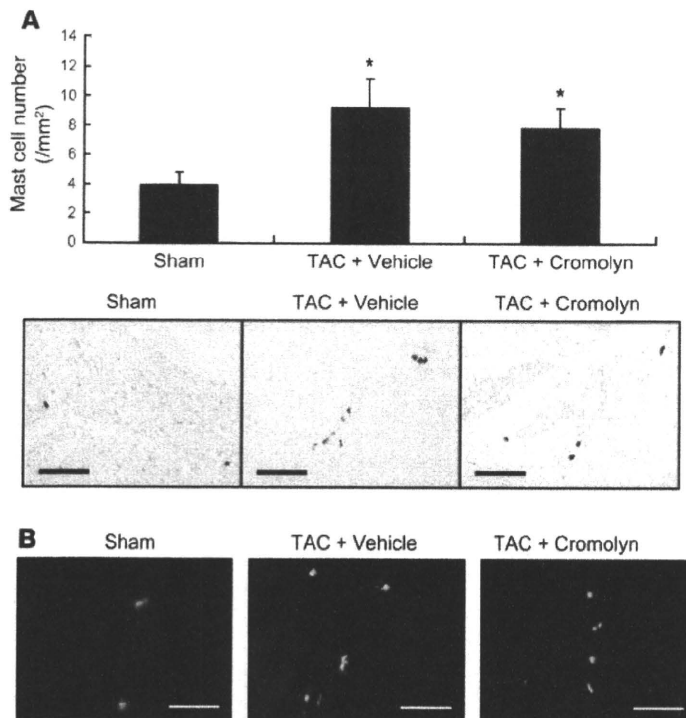 A
Mast cell number
(/mm²)
14
12
10
8
6
4
2
0
*
*
Sham
TAC + Vehicle
TAC + Cromolyn
Sham
TAC + Vehicle
TAC + Cromolyn
B
Sham
TAC + Vehicle
TAC + Cromolyn